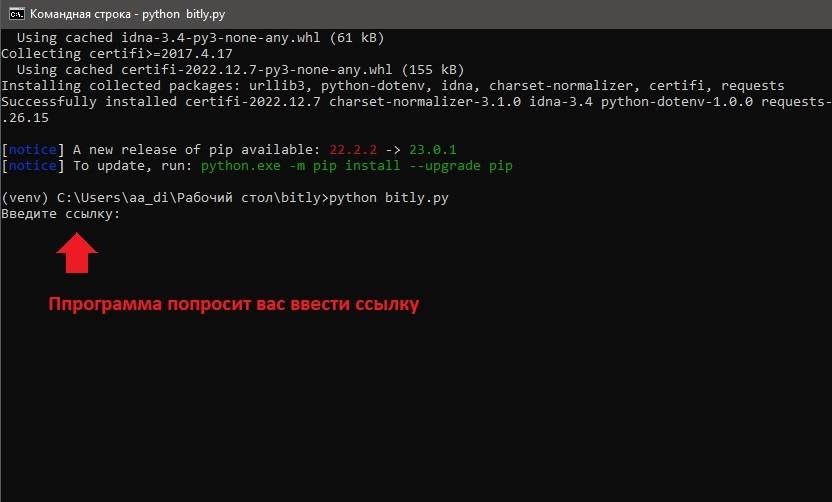 Командная строка - python  bitly.py
  Using cached idna-3.4-py3-none-any.whl (61 kB)
Collecting certifi>=2017.4.17
  Using cached certifi-2022.12.7-py3-none-any.whl (155 kB)
Installing collected packages: urllib3, python-dotenv, idna, charset-normalizer, certifi, requests
Successfully installed certifi-2022.12.7 charset-normalizer-3.1.0 idna-3.4 python-dotenv-1.0.0 requests-
.26.15
[notice] A new release of pip available: 22.2.2 -> 23.0.1
[notice] To update, run: python.exe -m pip install --upgrade pip
(venv) C:\Users\aa_di\Рабочий стол\bitly>python bitly.py
Введите ссылку:
Ппрограмма попросит вас ввести ссылку